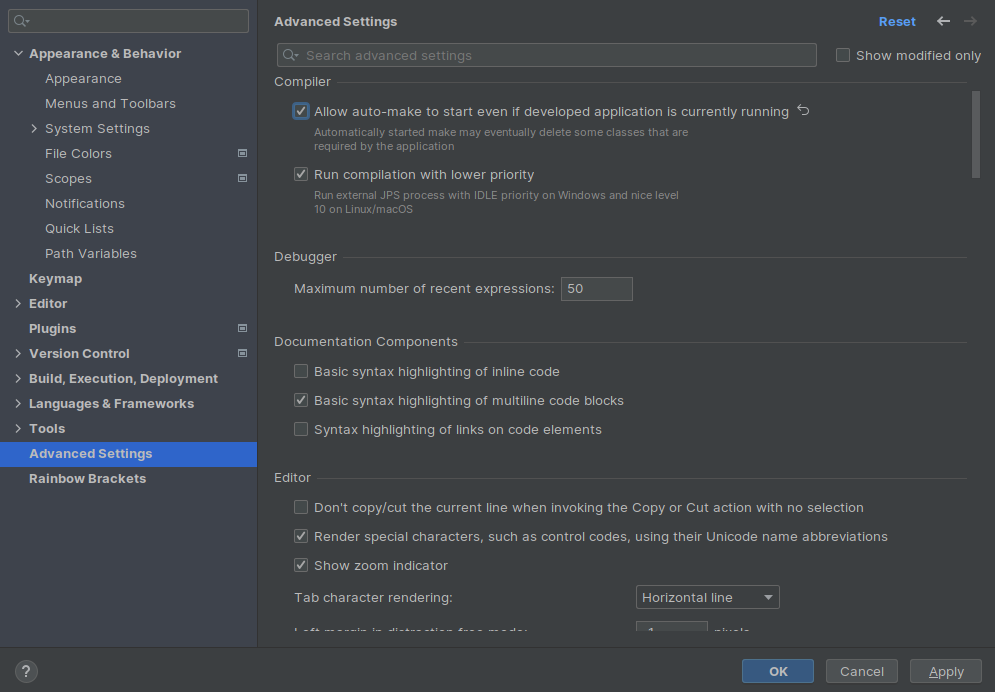 Appearance & Behavior
Appearance
Menus and Toolbars
System Settings
File Colors
Scopes
Notifications
Quick Lists
Path Variables
Keymap
Editor
Plugins
Version Control
Build, Execution, Deployment
Languages & Frameworks
Tools
Advanced Settings
Rainbow Brackets
Advanced Settings
Reset
Search advanced settings
Show modified only
Compiler
Allow auto-make to start even if developed application is currently running
Automatically started make may eventually delete some classes that are
required by the application
Run compilation with lower priority
Run external JPS process with IDLE priority on Windows and nice level
10 on Linux/macOS
Debugger
Maximum number of recent expressions: 50
Documentation Components
Basic syntax highlighting of inline code
Basic syntax highlighting of multiline code blocks
Syntax highlighting of links on code elements
Editor
Don't copy/cut the current line when invoking the Copy or Cut action with no selection
Render special characters, such as control codes, using their Unicode name abbreviations
Show zoom indicator
Tab character rendering: Horizontal line
Left margin in distraction free mode: -1 pixels
?
OK
Cancel
Apply